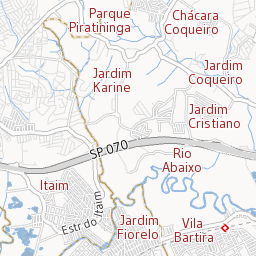 Parque
Piratininga
Chácara
Coqueiro
Jardim
Karine
Jardim
Coqueiro
Jardim
Cristiano
SP 070
Rio
Abaixo
Itaim
Estr do Itaim
Jardim
Fiorelo
Vila
Bartira